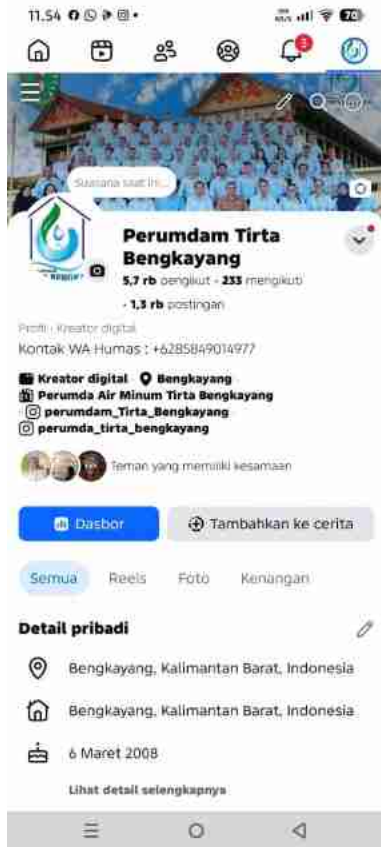 11.54
3
Suasana saat ini...
Perumdam Tirta
Bengkayang
5,7 rb pengikut • 233 mengikuti
• 1,3 rb postingan
Profil • Kreator digital
Kontak WA Humas : +6285849014977
Kreator digital Bengkayang
Perumda Air Minum Tirta Bengkayang
perumdam_Tirta_Bengkayang
perumda_tirta_bengkayang
Teman yang memiliki kesamaan
Dasbor
Tambahkan ke cerita
Semua Reels Foto Kenangan
Detail pribadi
Bengkayang, Kalimantan Barat, Indonesia
Bengkayang, Kalimantan Barat, Indonesia
6 Maret 2008
Lihat detail selengkapnya